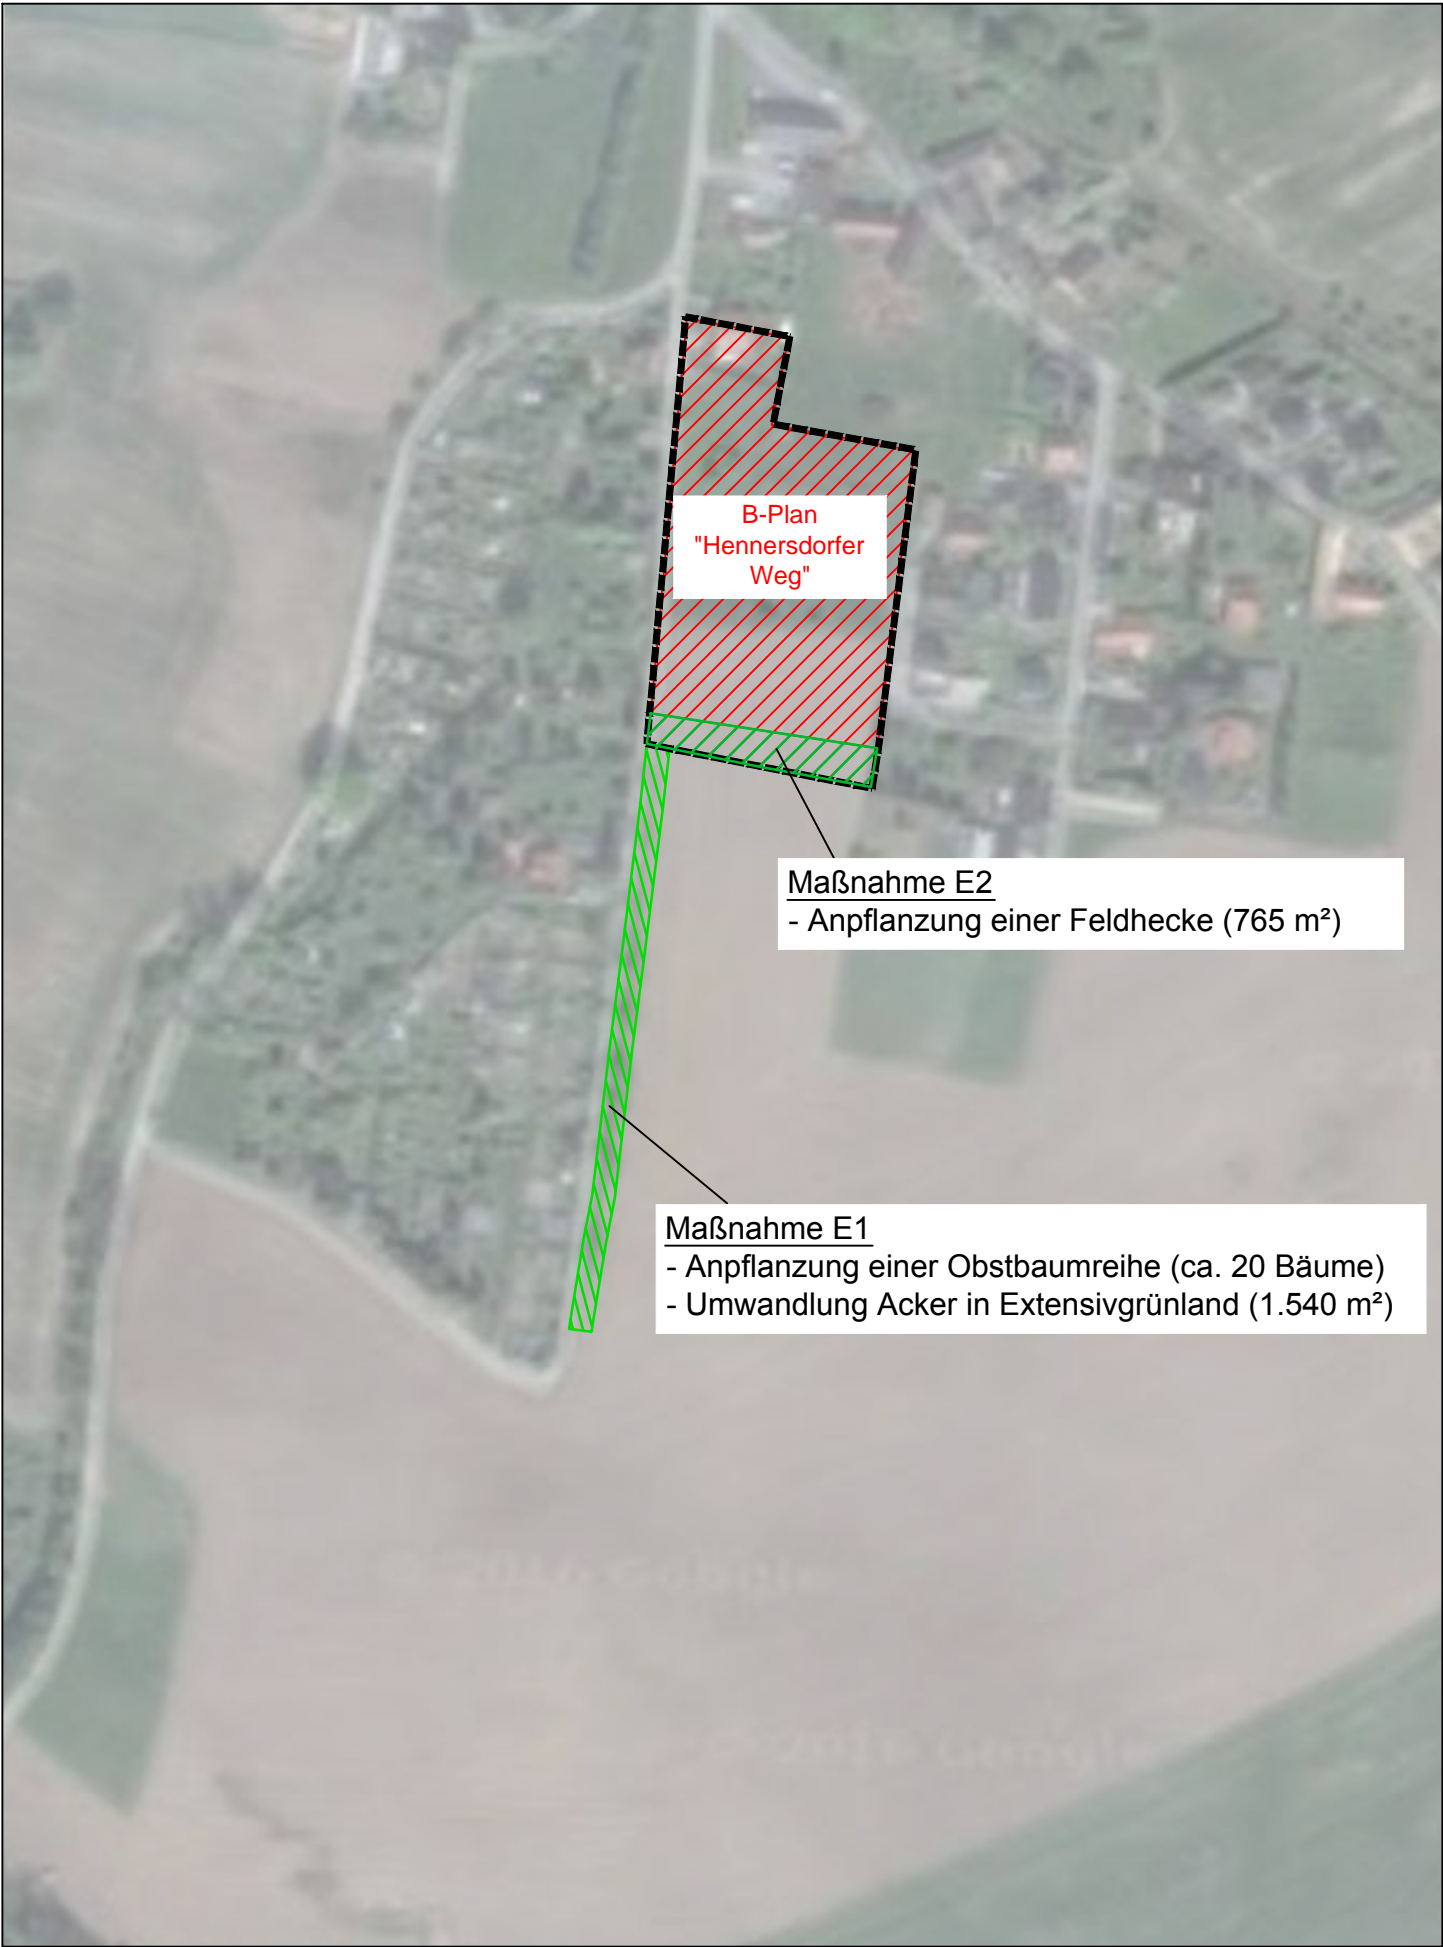 B-Plan
"Hennersdorfer
Weg"
Maßnahme E2
- Anpflanzung einer Feldhecke (765 m²)
Maßnahme E1
- Anpflanzung einer Obstbaumreihe (ca. 20 Bäume)
- Umwandlung Acker in Extensivgrünland (1.540 m²)